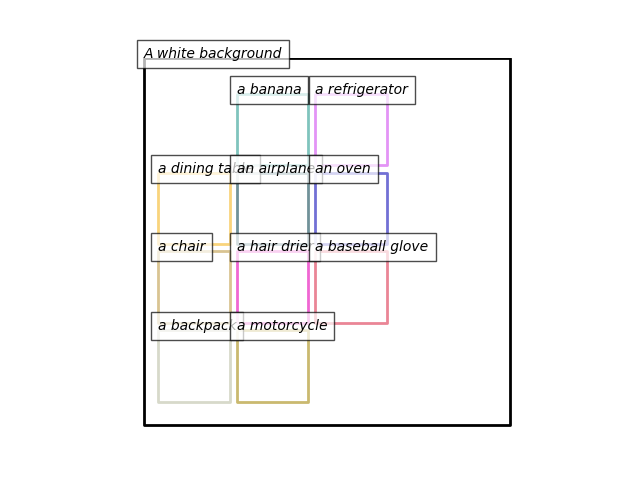 A white background
a banana
a refrigerator
a dining table
an airplane
an oven
a chair
a hair drier
a baseball glove
a backpack
a motorcycle